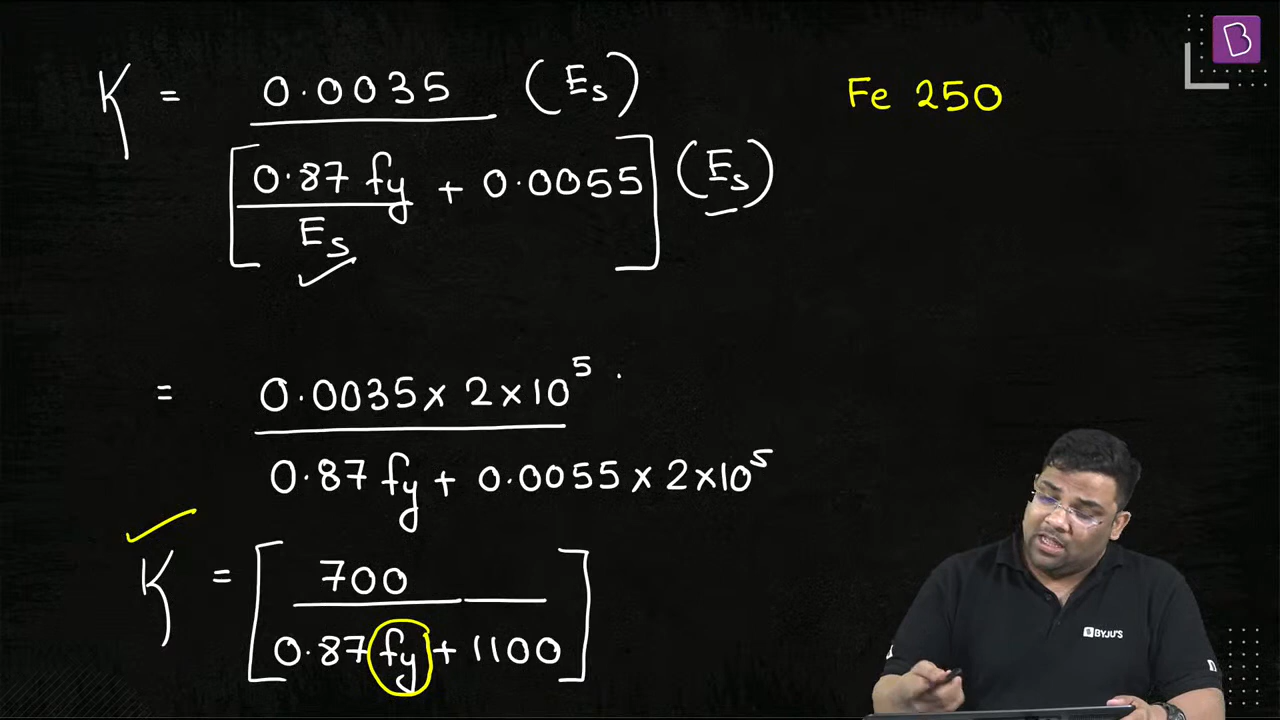 K = 0.0035 (Es)
[0.87 fy / Es + 0.0055] (Es)
Fe 250
= 0.0035 × 2 × 10⁵
0.87 fy + 0.0055 × 2 × 10⁵
K = [700
0.87 fy + 1100]
B
BYJU'S